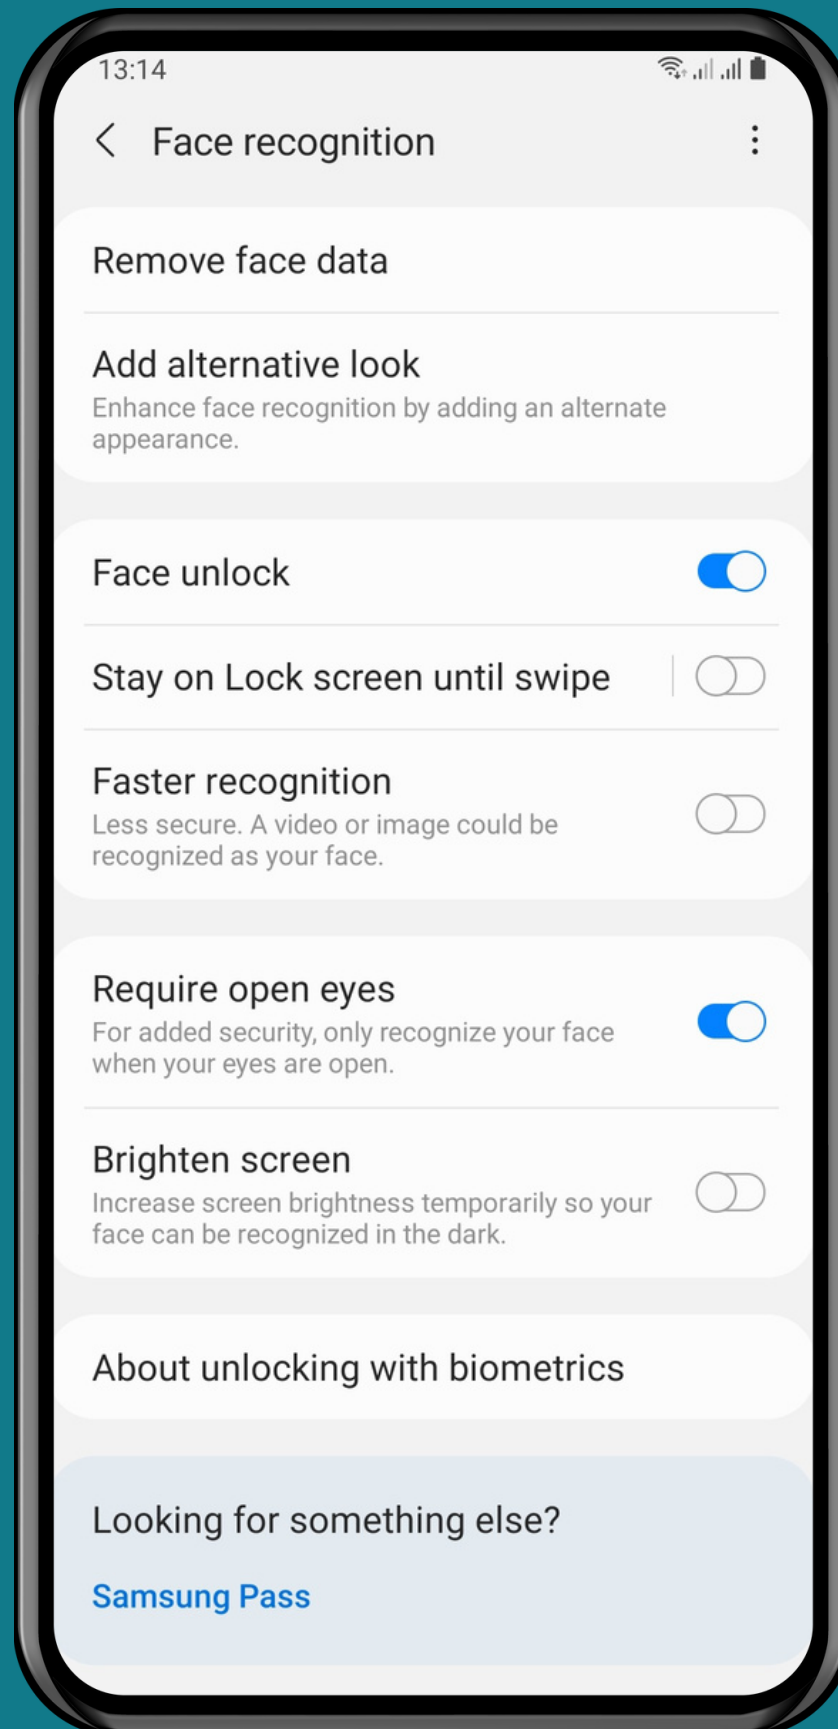 13:14
Face recognition
Remove face data
Add alternative look
Enhance face recognition by adding an alternate
appearance.
Face unlock
Stay on Lock screen until swipe
Faster recognition
Less secure. A video or image could be
recognized as your face.
Require open eyes
For added security, only recognize your face
when your eyes are open.
Brighten screen
Increase screen brightness temporarily so your
face can be recognized in the dark.
About unlocking with biometrics
Looking for something else?
Samsung Pass